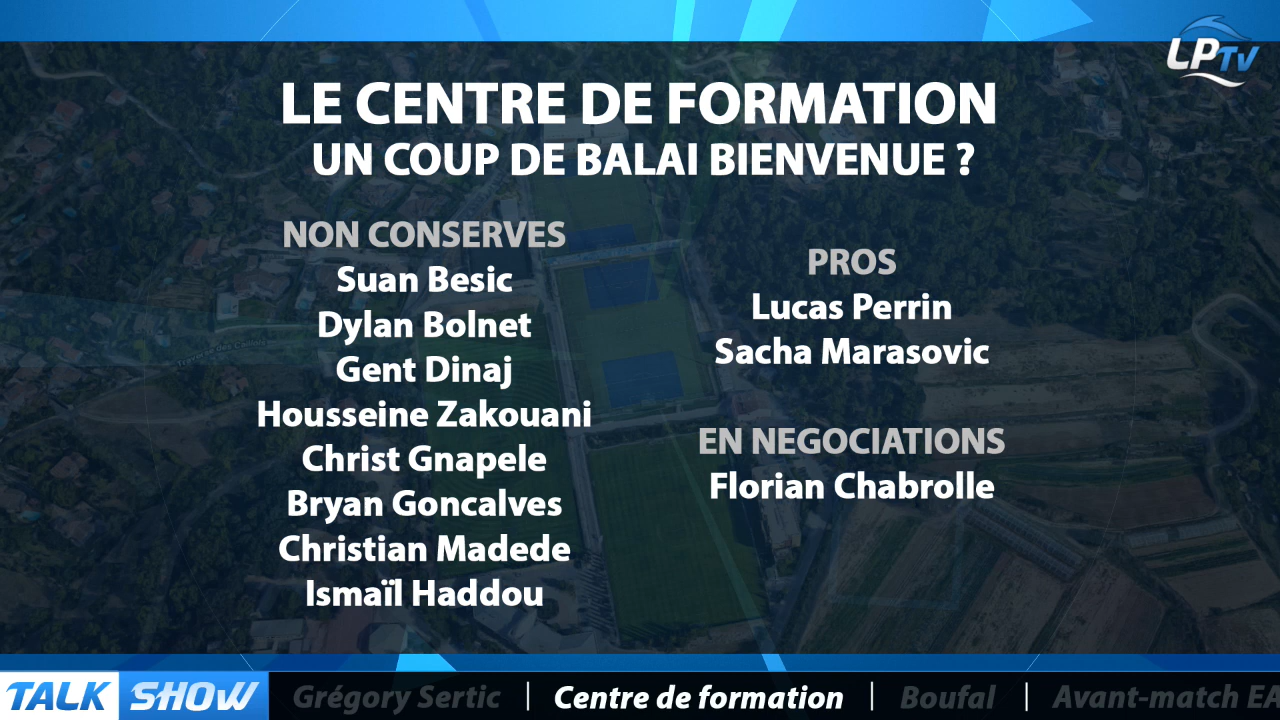 LPTV
LE CENTRE DE FORMATION
UN COUP DE BALAI BIENVENUE ?
NON CONSERVES
Suan Besic
Dylan Bolnet
Gent Dinaj
Housseine Zakouani
Christ Gnapele
Bryan Goncalves
Christian Madede
Ismaïl Haddou
PROS
Lucas Perrin
Sacha Marasovic
EN NEGOCIATIONS
Florian Chabrolle
TALK SHOW Grégory Sertic | Centre de formation | Boufal | Avant-match EA